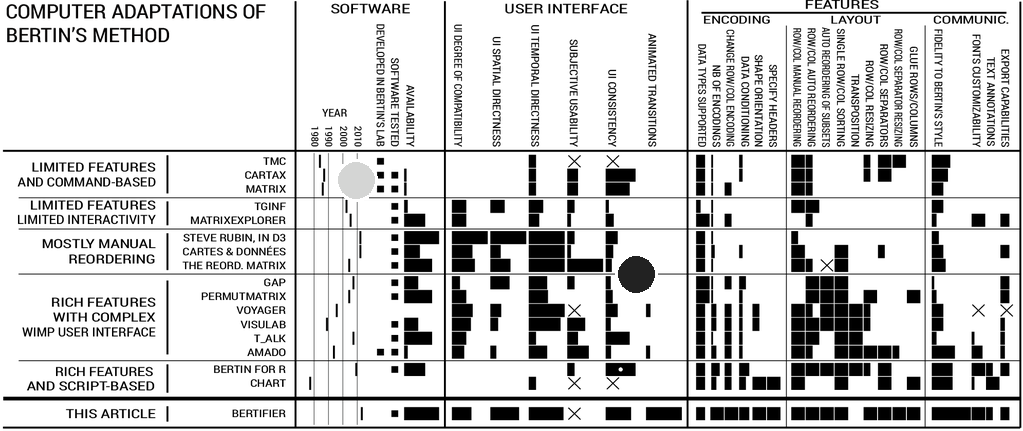 COMPUTER ADAPTATIONS OF
BERTIN'S METHOD
SOFTWARE
USER INTERFACE
FEATURES
ENCODING
LAYOUT
COMMUNIC.
YEAR
1980
1990
2000
2010
DEVELOPED IN BERTIN'S LAB
SOFTWARE TESTED
AVAILABILITY
UI DEGREE OF COMPATIBILITY
UI SPATIAL DIRECTNESS
UI TEMPORAL DIRECTNESS
SUBJECTIVE USABILITY
UI CONSISTENCY
ANIMATED TRANSITIONS
DATA TYPES SUPPORTED
NB OF ENCODINGS
CHANGE ROW/COL ENCODING
DATA CONDITIONING
SHAPE ORIENTATION
SPECIFY HEADERS
ROW/COL MANUAL REORDERING
ROW/COL AUTO REORDERING
AUTO REORDERING OF SUBSETS
SINGLE ROW/COL SORTING
TRANSPOSITION
ROW/COL RESIZING
ROW/COL SEPARATORS
ROW/COL SEPARATOR RESIZING
GLUE ROWS/COLUMNS
FIDELITY TO BERTIN'S STYLE
FONTS CUSTOMIZABILITY
TEXT ANNOTATIONS
EXPORT CAPABILITIES
LIMITED FEATURES
AND COMMAND-BASED
TMC
CARTAX
MATRIX
LIMITED FEATURES
LIMITED INTERACTIVITY
TGINF
MATRIXEXPLORER
MOSTLY MANUAL
REORDERING
STEVE RUBIN, IN D3
CARTES & DONNÉES
THE REORD. MATRIX
RICH FEATURES
WITH COMPLEX
WIMP USER INTERFACE
GAP
PERMUTMATRIX
VOYAGER
VISULAB
T_ALK
AMADO
RICH FEATURES
AND SCRIPT-BASED
BERTIN FOR R
CHART
THIS ARTICLE
BERTIFIER